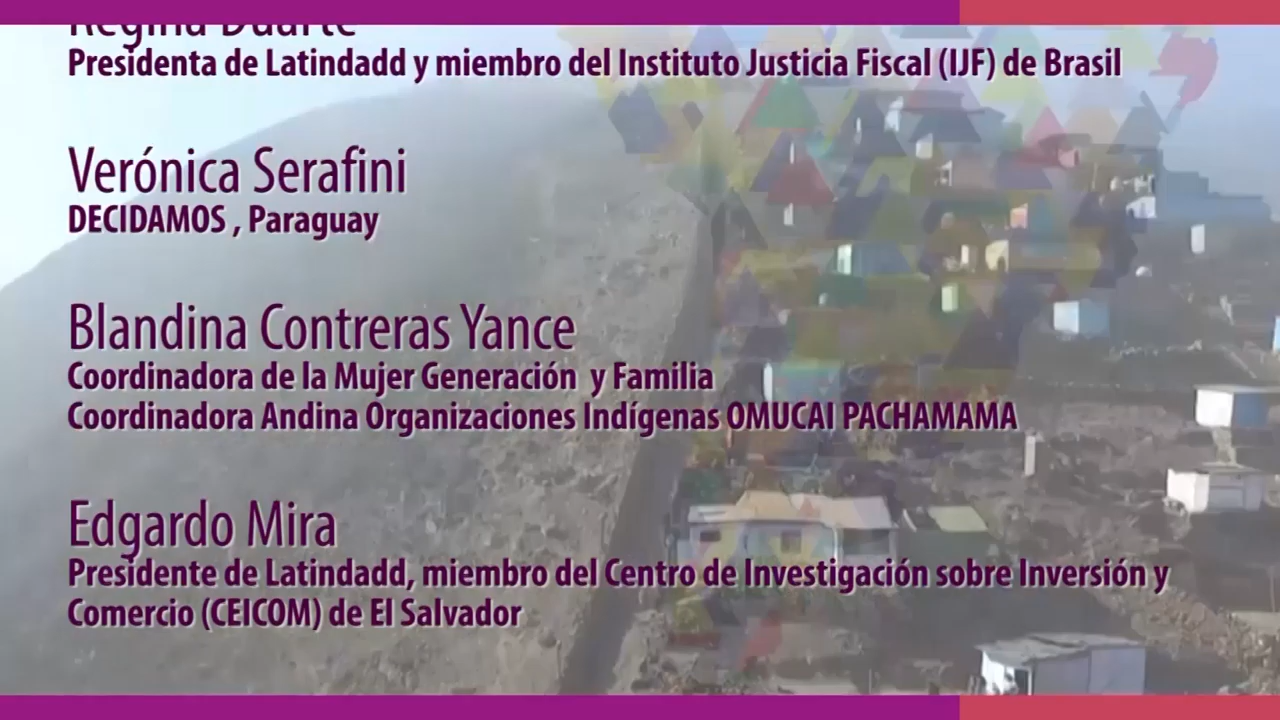 Regina Duarte
Presidenta de Latindadd y miembro del Instituto Justicia Fiscal (IJF) de Brasil
Verónica Serafini
DECIDAMOS , Paraguay
Blandina Contreras Yance
Coordinadora de la Mujer Generación y Familia
Coordinadora Andina Organizaciones Indígenas OMUCAI PACHAMAMA
Edgardo Mira
Presidente de Latindadd, miembro del Centro de Investigación sobre Inversión y
Comercio (CEICOM) de El Salvador